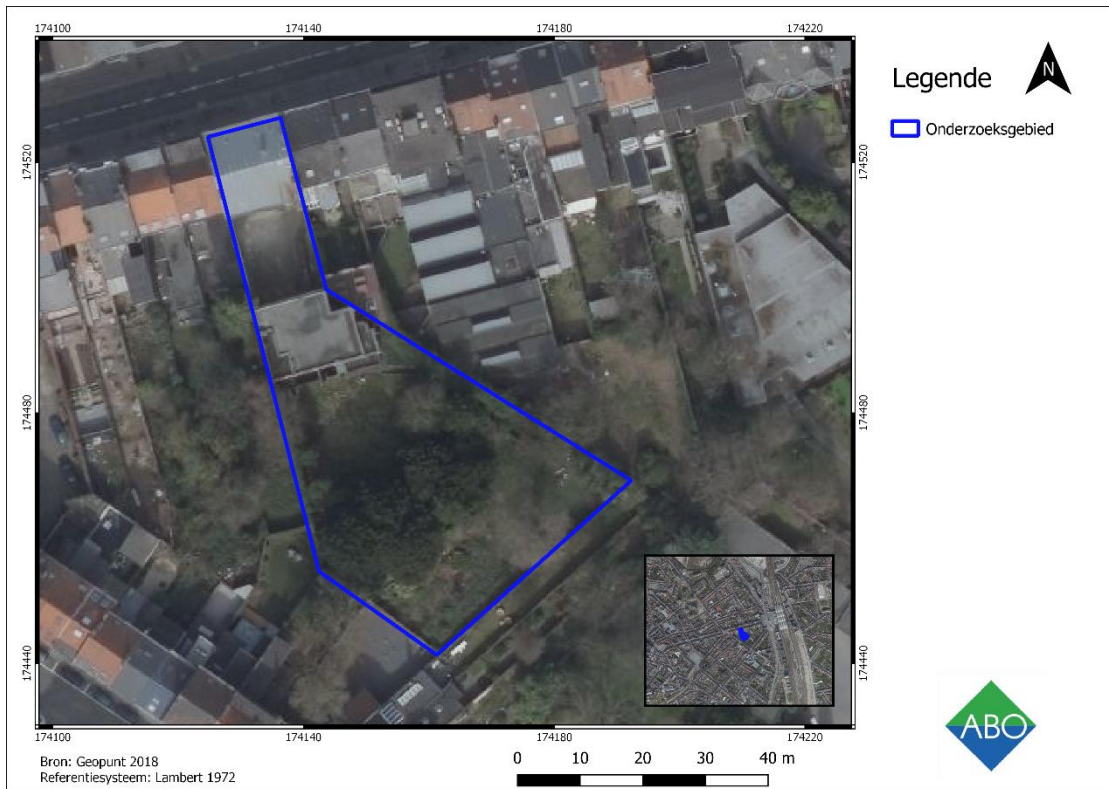 174100 174140 174180 174220
Legende
N
Onderzoeksgebied
174520 174520
174480 174480
174440 174440
174100 174140 174180 174220
Bron: Geopunt 2018
Referentiesysteem: Lambert 1972
0 10 20 30 40 m
ABO